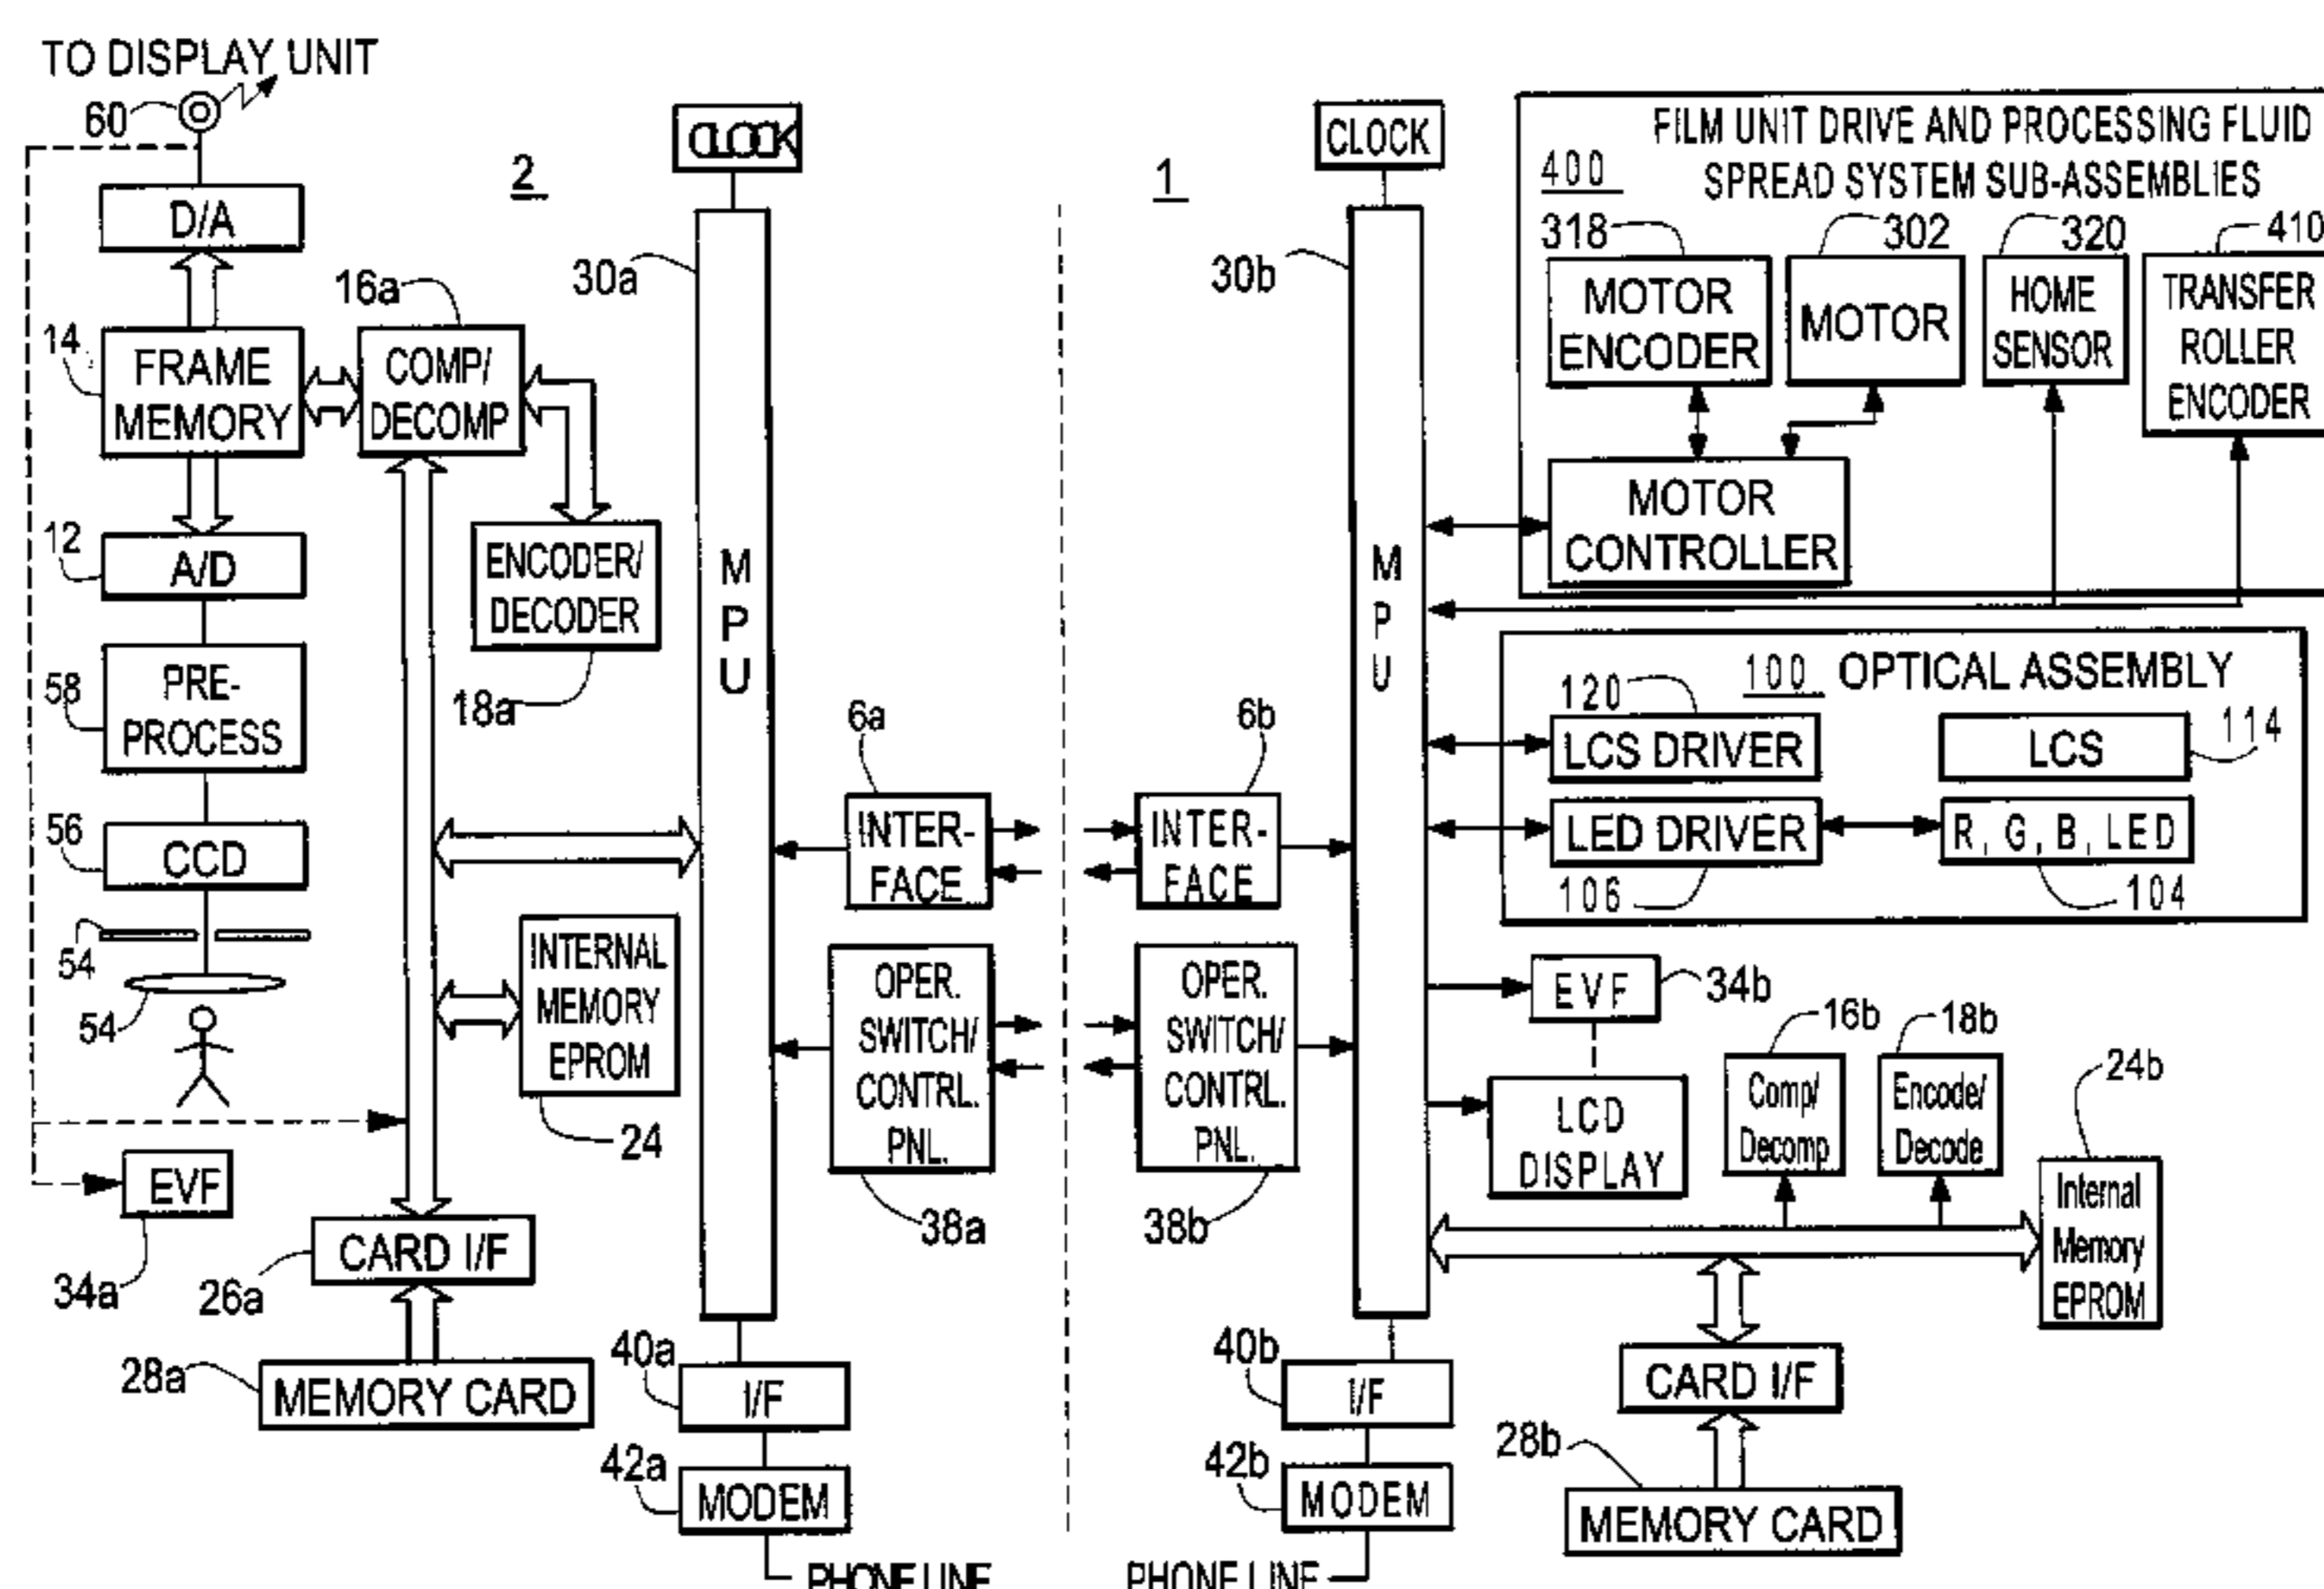 TO DISPLAY UNIT
60
D/A
14
FRAME
MEMORY
12
A/D
58
PRE-
PROCESS
56
CCD
54
54
EVF
34a
16a
COMP/
DECOMP
ENCODER/
DECODER
18a
INTERNAL
MEMORY
EPROM
24
CARD I/F
26a
MEMORY CARD
28a
2
CLOCK
30a
M
P
U
6a
INTER-
FACE
OPER.
SWITCH/
CONTRL.
PNL.
38a
40a
I/F
42a
MODEM
PHONE LINE
1
CLOCK
30b
M
P
U
6b
INTER-
FACE
OPER.
SWITCH/
CONTRL.
PNL.
38b
40b
I/F
42b
MODEM
PHONE LINE
FILM UNIT DRIVE AND PROCESSING FLUID
SPREAD SYSTEM SUB-ASSEMBLIES
400
318
302
320
410
MOTOR
ENCODER
MOTOR
HOME
SENSOR
TRANSFER
ROLLER
ENCODER
MOTOR
CONTROLLER
100 OPTICAL ASSEMBLY
120
LCS DRIVER
LCS
114
LED DRIVER
R, G, B, LED
106
104
EVF
34b
LCD
DISPLAY
16b
Comp/
Decomp
18b
Encode/
Decode
24b
Internal
Memory
EPROM
CARD I/F
28b
MEMORY CARD